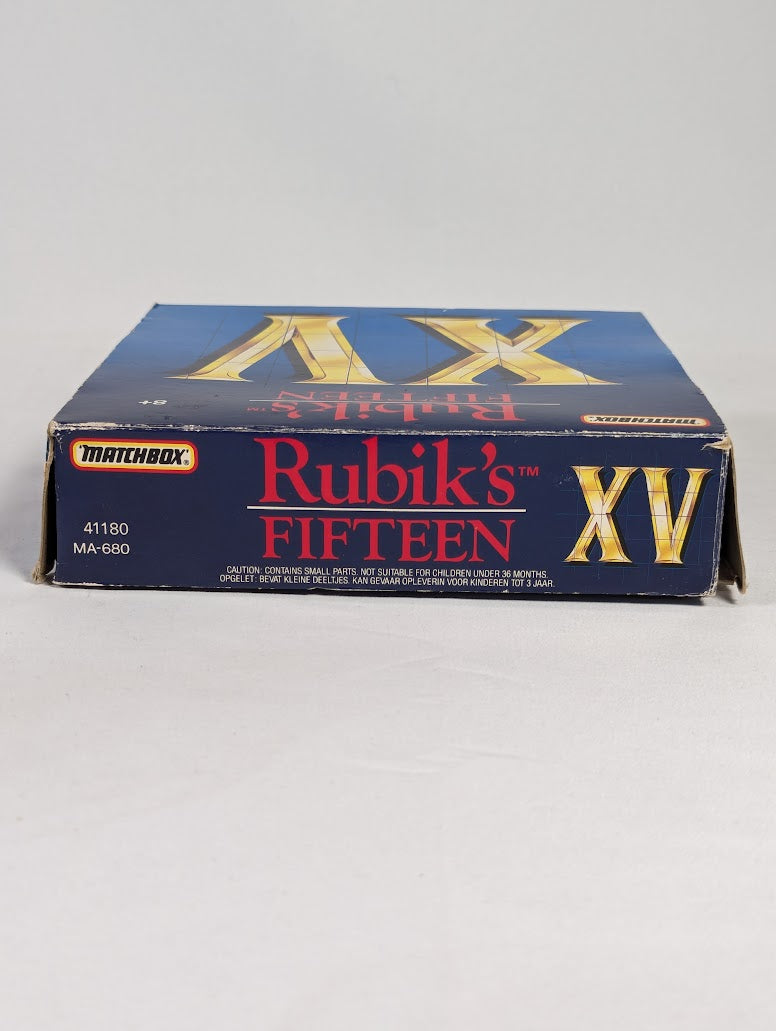 XV
Rubik's™
FIFTEEN
8+
MATCHBOX
MATCHBOX®
Rubik's™
FIFTEEN
XV
41180
MA-680
CAUTION: CONTAINS SMALL PARTS. NOT SUITABLE FOR CHILDREN UNDER 36 MONTHS.
OPGELET: BEVAT KLEINE DEELTJES. KAN GEVAAR OPLEVERIN VOOR KINDEREN TOT 3 JAAR.